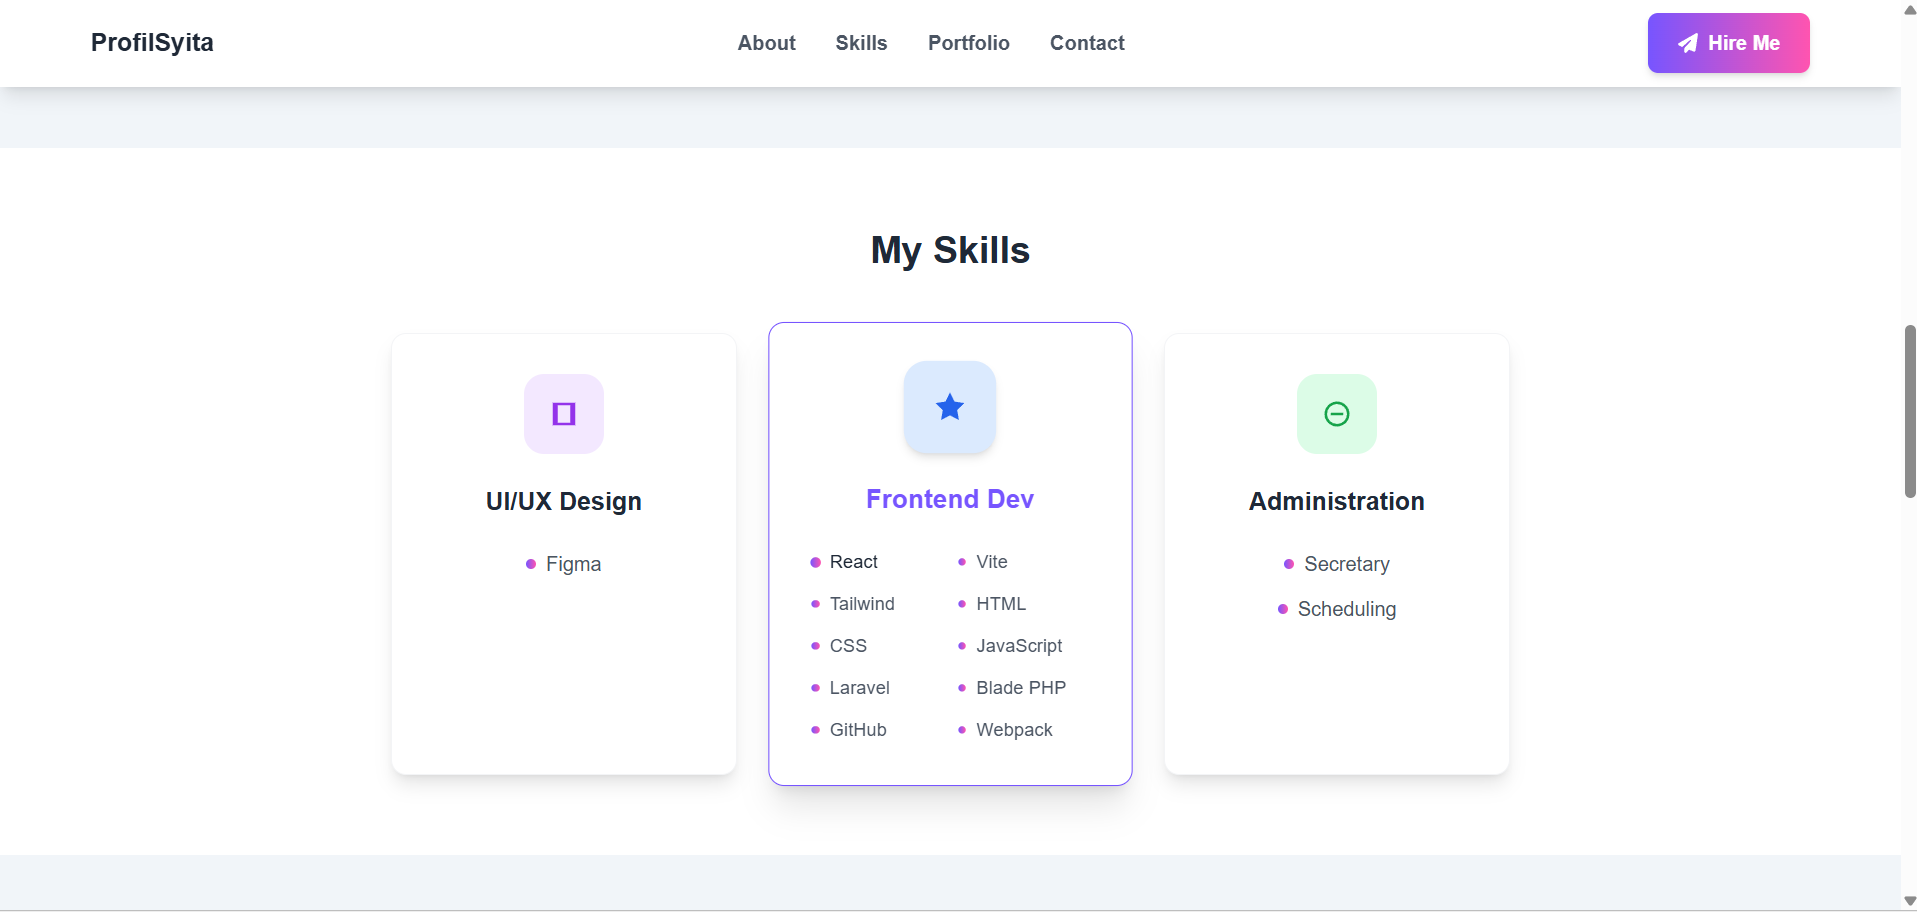 ProfilSyita
About
Skills
Portfolio
Contact
Hire Me
My Skills
UI/UX Design
Figma
Frontend Dev
React
Vite
Tailwind
HTML
CSS
JavaScript
Laravel
Blade PHP
GitHub
Webpack
Administration
Secretary
Scheduling